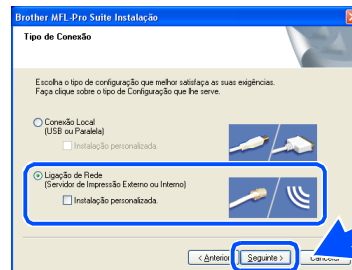 Brother MFL-Pro Suite Instalação
Tipo de Conexão
Escolha o tipo de configuração que melhor satisfaça as suas exigências.
Faça clique sobre o tipo de Configuração que lhe serve.
Conexão Local
(USB ou Paralela)
Instalação personalizada.
Ligação de Rede
(Servidor de Impressão Externo ou Interno)
Instalação personalizada.
< Anterior Seguinte > Cancelar